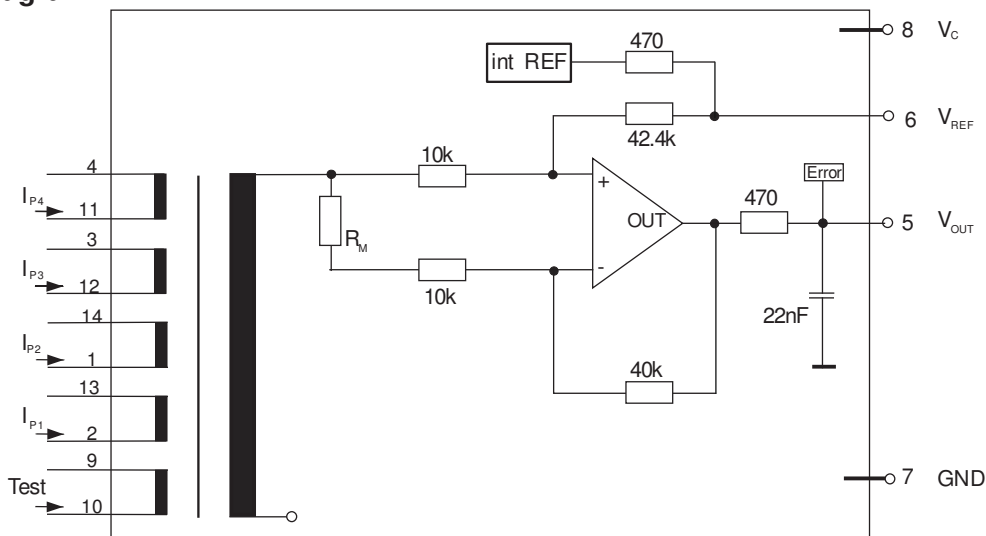 8 V_C
470
int REF
6 V_REF
42.4k
10k
4
Error
I_P4
+
470
11
OUT
5 V_OUT
3
R_M
I_P3
-
12
10k
22nF
14
I_P2
1
40k
13
I_P1
2
9
7 GND
Test
10